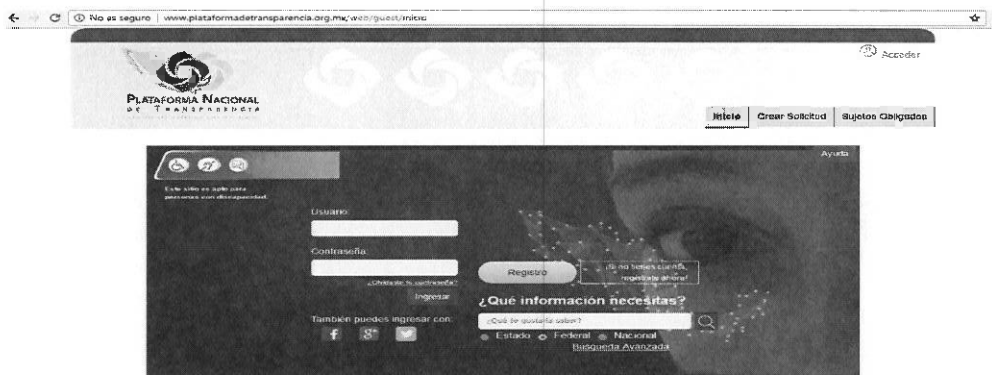 No es seguro | www.plataformadetransparencia.org.mx/web/guest/inicio
Acceder
PLATAFORMA NACIONAL
DE TRANSPARENCIA
Inicio Crear Solicitud Sujetos Obligados
Ayuda
Este sitio es apto para
personas con discapacidad.
Usuario:
Contraseña:
¿Olvidaste tu contraseña?
Ingresar
Registro
¡Si no tienes cuenta,
regístrate ahora!
¿Qué información necesitas?
¿Qué te gustaría saber?
Estado Federal Nacional
Búsqueda Avanzada
También puedes ingresar con:
f g+